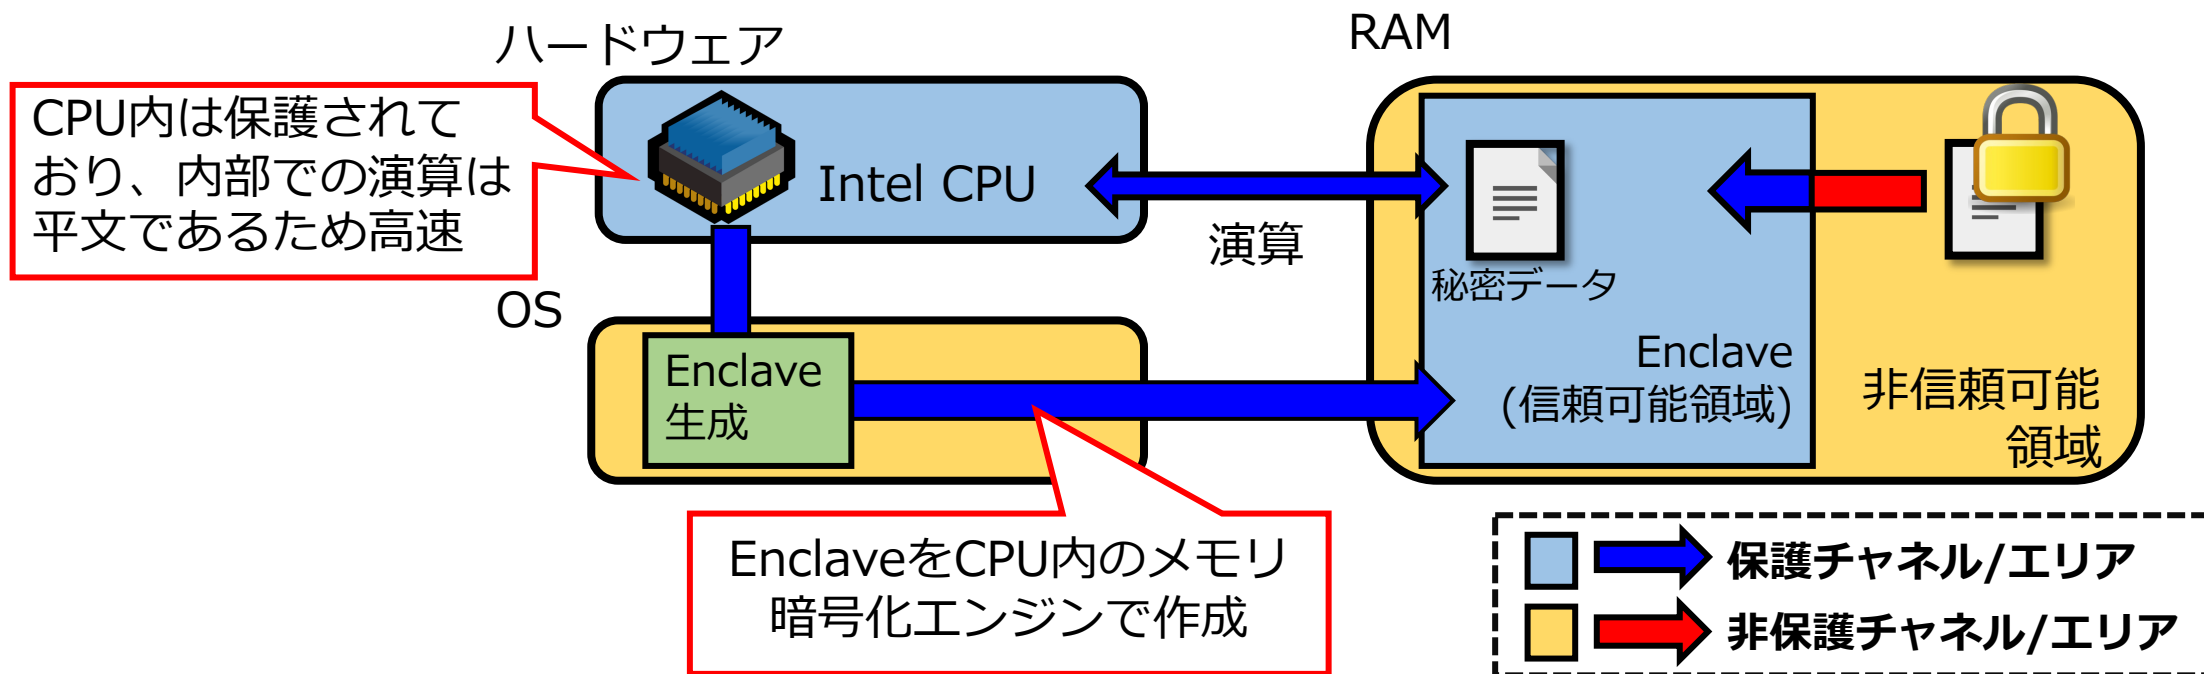 ハードウェア
RAM
CPU内は保護されて
おり、内部での演算は
平文であるため高速
Intel CPU
演算
秘密データ
OS
Enclave
生成
Enclave
(信頼可能領域)
非信頼可能
領域
EnclaveをCPU内のメモリ
暗号化エンジンで作成
保護チャネル/エリア
非保護チャネル/エリア